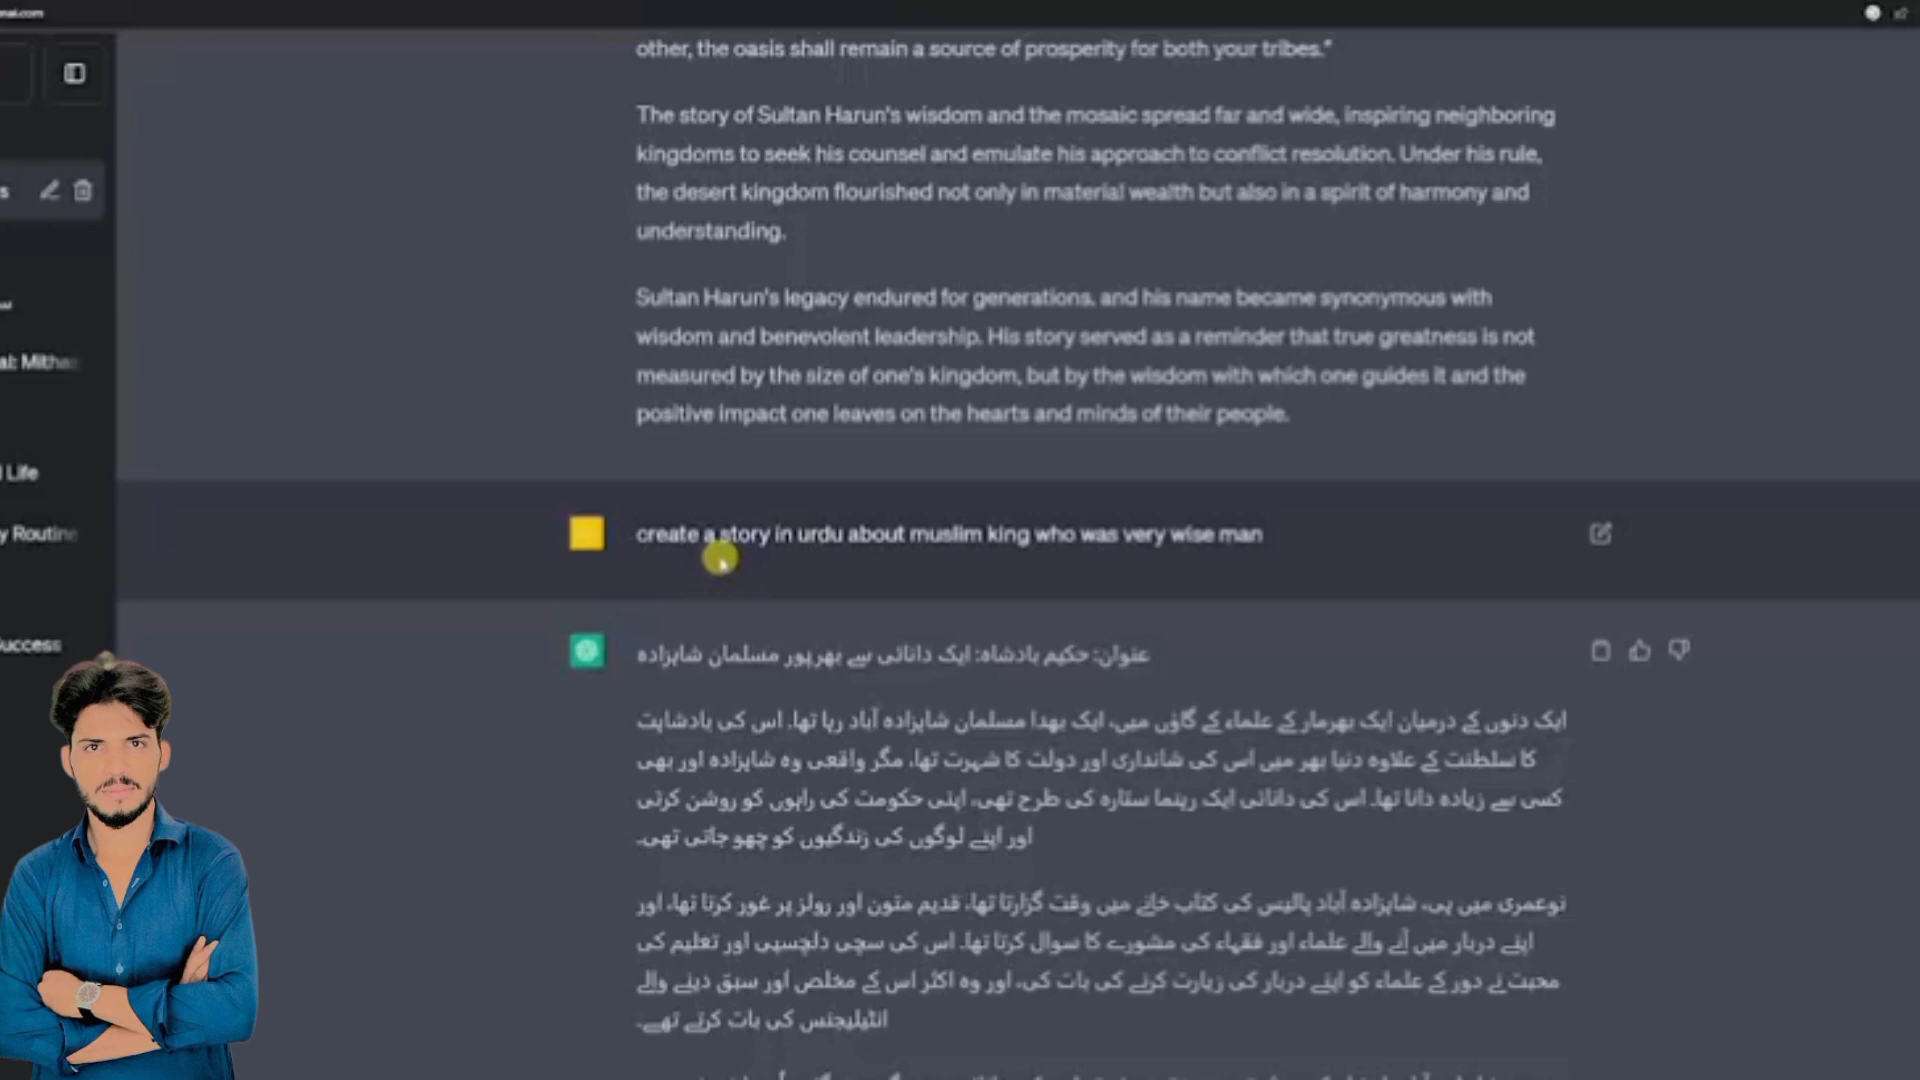 other, the oasis shall remain a source of prosperity for both your tribes."
The story of Sultan Harun's wisdom and the mosaic spread far and wide, inspiring neighboring
kingdoms to seek his counsel and emulate his approach to conflict resolution. Under his rule,
the desert kingdom flourished not only in material wealth but also in a spirit of harmony and
understanding.
Sultan Harun's legacy endured for generations, and his name became synonymous with
wisdom and benevolent leadership. His story served as a reminder that true greatness is not
measured by the size of one's kingdom, but by the wisdom with which one guides it and the
positive impact one leaves on the hearts and minds of their people.
s
al: Mitha
Life
y Routine
uccess
create a story in urdu about muslim king who was very wise man
عنوان: حکیم بادشاہ: ایک دانائی سے بھرپور مسلمان شاہزادہ
ایک دنوں کے درمیان ایک بھرمار کے علماء کے گاؤں میں، ایک بھدا مسلمان شاہزادہ آباد رہا تھا۔ اس کی بادشاہت
کا سلطنت کے علاوہ دنیا بھر میں اس کی شانداری اور دولت کا شہرت تھا، مگر واقعی وہ شاہزادہ اور بھی
کسی سے زیادہ دانا تھا۔ اس کی دانائی ایک رہنما ستارہ کی طرح تھی، اپنی حکومت کی راہوں کو روشن کرتی
اور اپنے لوگوں کی زندگیوں کو چھو جاتی تھی۔
نوعمری میں ہی، شاہزادہ آباد پالیس کی کتاب خانے میں وقت گزارتا تھا، قدیم متون اور رولز پر غور کرتا تھا، اور
اپنے دربار میں آنے والے علماء اور فقہاء کی مشورے کا سوال کرتا تھا۔ اس کی سچی دلچسپی اور تعلیم کی
محبت نے دور کے علماء کو اپنے دربار کی زیارت کرنے کی بات کی، اور وہ اکثر اس کے مخلص اور سبق دینے والے
انٹیلیجنس کی بات کرتے تھے۔